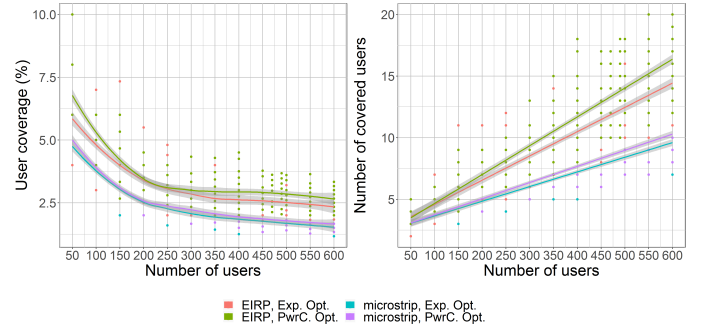 User coverage (%)
10.0
7.5
5.0
2.5
50 100 150 200 250 300 350 400 450 500 550 600
Number of users
Number of covered users
20
15
10
5
50 100 150 200 250 300 350 400 450 500 550 600
Number of users
EIRP, Exp. Opt.
microstrip, Exp. Opt.
EIRP, PwrC. Opt.
microstrip, PwrC. Opt.